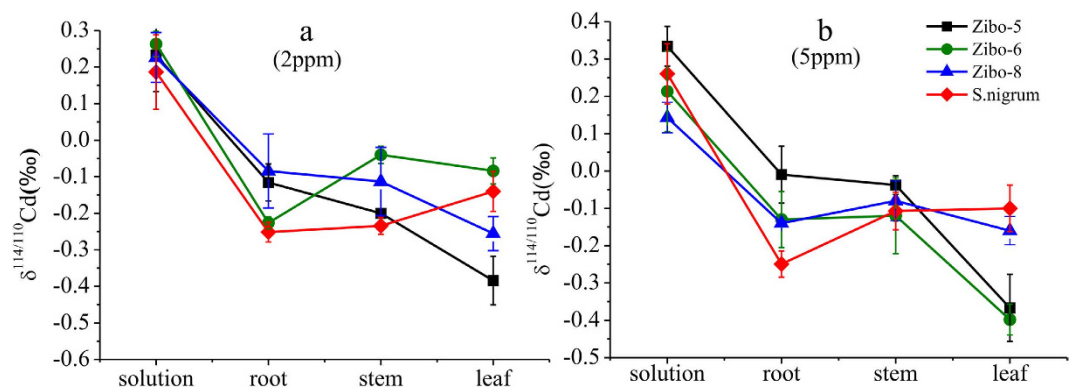 a
(2ppm)
δ¹¹⁴/¹¹⁰Cd(‰)
0.3
0.2
0.1
0.0
-0.1
-0.2
-0.3
-0.4
-0.5
-0.6
solution root stem leaf
b
(5ppm)
Zibo-5
Zibo-6
Zibo-8
S.nigrum
δ¹¹⁴/¹¹⁰Cd(‰)
0.4
0.3
0.2
0.1
0.0
-0.1
-0.2
-0.3
-0.4
-0.5
solution root stem leaf